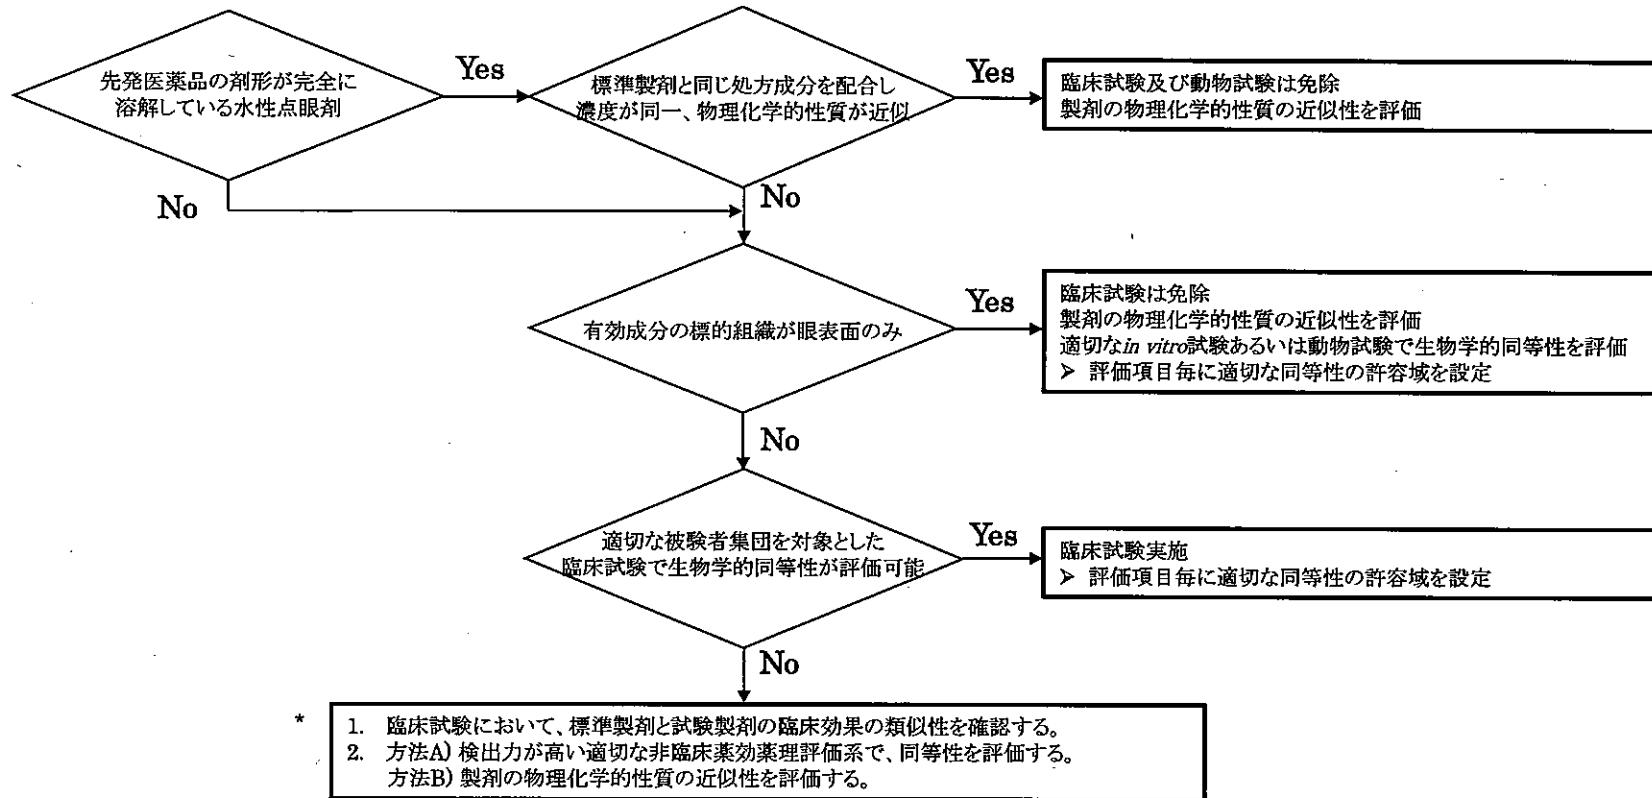 先発医薬品の剤形が完全に
溶解している水性点眼剤
Yes
標準製剤と同じ処方成分を配合し
濃度が同一、物理化学的性質が近似
Yes
臨床試験及び動物試験は免除
製剤の物理化学的性質の近似性を評価
No
No
有効成分の標的組織が眼表面のみ
Yes
臨床試験は免除
製剤の物理化学的性質の近似性を評価
適切なin vitro試験あるいは動物試験で生物学的同等性を評価
➢ 評価項目毎に適切な同等性の許容域を設定
No
適切な被験者集団を対象とした
臨床試験で生物学的同等性が評価可能
Yes
臨床試験実施
➢ 評価項目毎に適切な同等性の許容域を設定
No
* 1. 臨床試験において、標準製剤と試験製剤の臨床効果の類似性を確認する。
2. 方法A) 検出力が高い適切な非臨床薬効薬理評価系で、同等性を評価する。
方法B) 製剤の物理化学的性質の近似性を評価する。